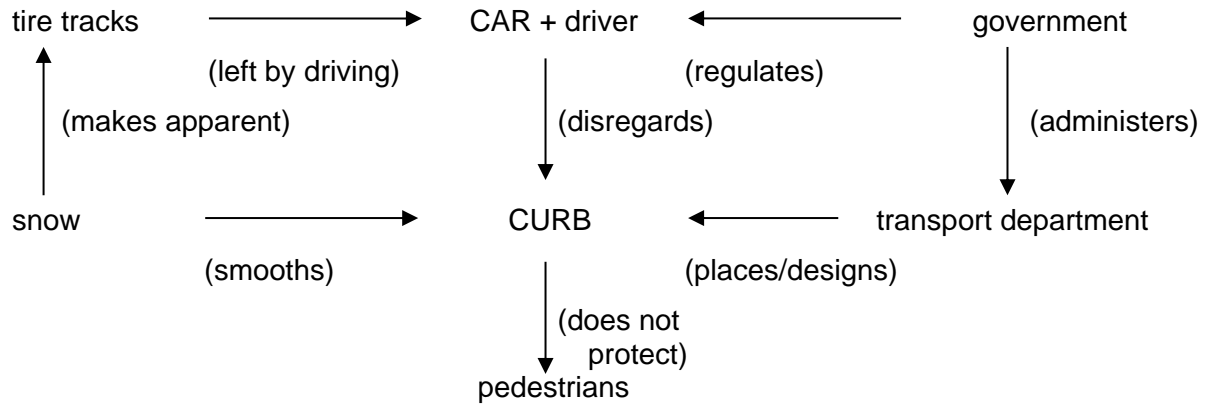 tire tracks CAR + driver government
(left by driving) (regulates)
(makes apparent) (disregards) (administers)
snow CURB transport department
(smooths) (places/designs)
(does not
protect)
pedestrians